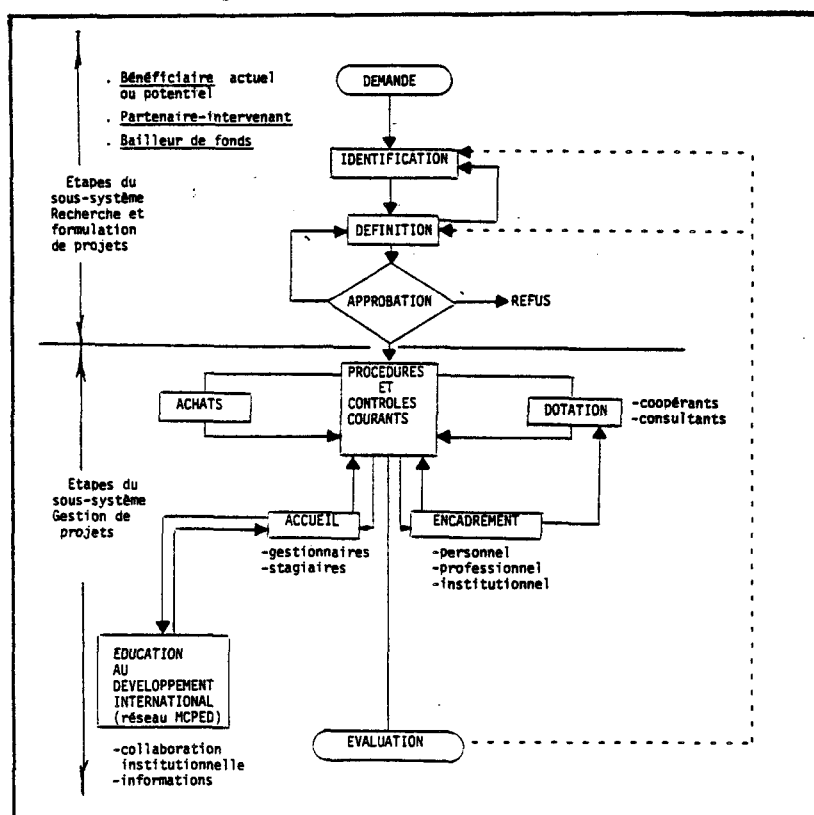 . Bénéficiaire actuel
ou potentiel
. Partenaire-intervenant
. Bailleur de fonds
DEMANDE
IDENTIFICATION
Etapes du
sous-système
Recherche et
formulation
de projets
DEFINITION
APPROBATION
REFUS
PROCEDURES
ET
CONTROLES
COURANTS
ACHATS
DOTATION
-coopérants
-consultants
Etapes du
sous-système
Gestion de
projets
ACCUEIL
-gestionnaires
-stagiaires
ENCADREMENT
-personnel
-professionnel
-institutionnel
EDUCATION
AU
DEVELOPPEMENT
INTERNATIONAL
(réseau MCPED)
-collaboration
institutionnelle
-informations
EVALUATION